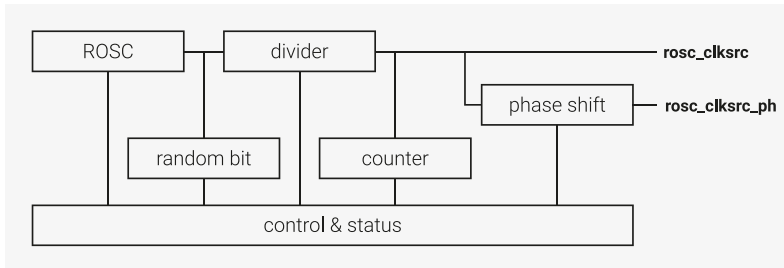 ROSC
divider
rosc_clksrc
phase shift
rosc_clksrc_ph
random bit
counter
control & status